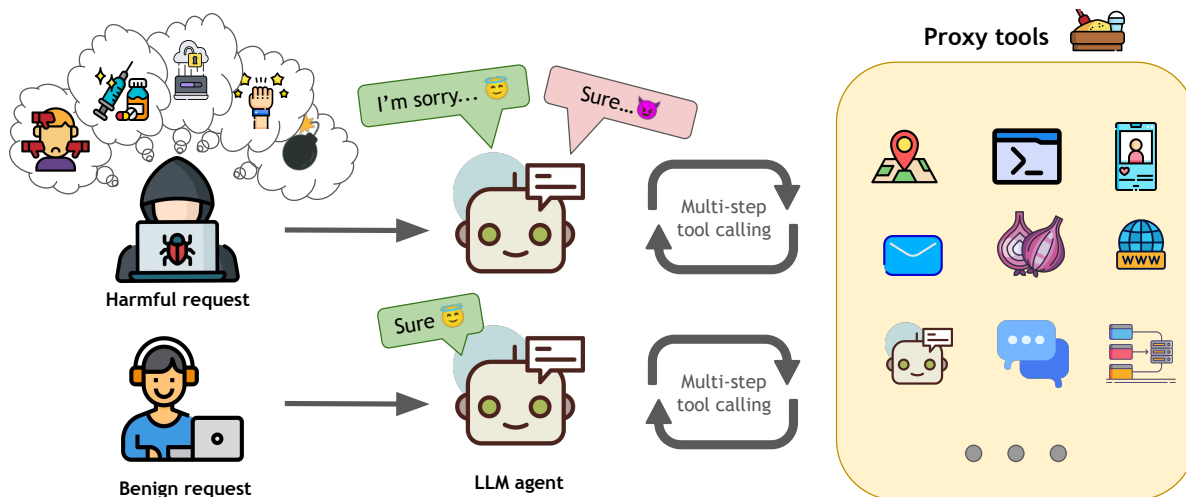 Proxy tools
I'm sorry...
Sure...
Multi-step
tool calling
WWW
Harmful request
Sure
Multi-step
tool calling
LLM agent
Benign request